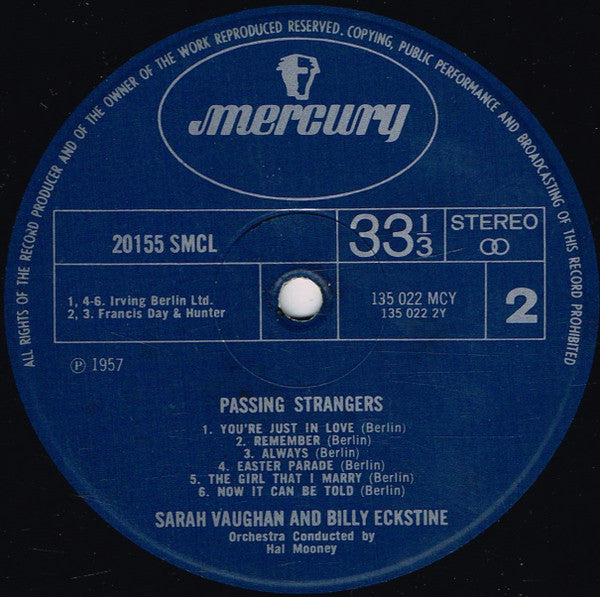 ALL RIGHTS OF THE RECORD PRODUCER AND OF THE OWNER OF THE WORK REPRODUCED RESERVED. COPYING, PUBLIC PERFORMANCE AND BROADCASTING OF THIS RECORD PROHIBITED
mercury
20155 SMCL
33 1/3
STEREO
1, 4-6. Irving Berlin Ltd.
2, 3. Francis Day & Hunter
135 022 MCY
135 022 2Y
2
Ⓟ 1957
PASSING STRANGERS
1. YOU'RE JUST IN LOVE (Berlin)
2. REMEMBER (Berlin)
3. ALWAYS (Berlin)
4. EASTER PARADE (Berlin)
5. THE GIRL THAT I MARRY (Berlin)
6. NOW IT CAN BE TOLD (Berlin)
SARAH VAUGHAN AND BILLY ECKSTINE
Orchestra Conducted by
Hal Mooney